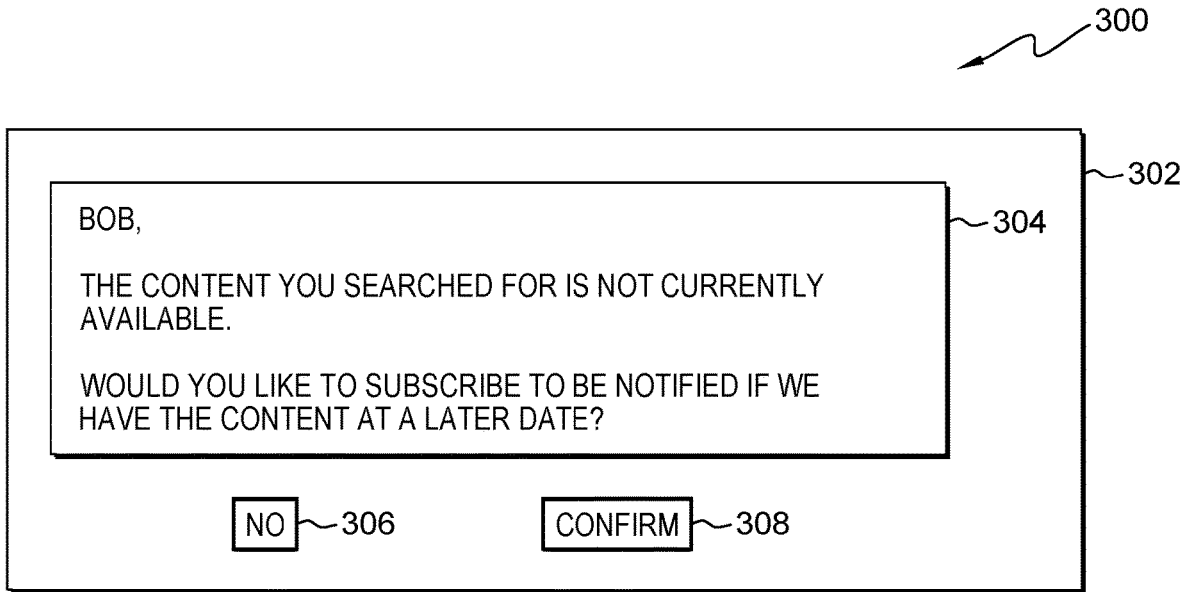 300
302
BOB,
304
THE CONTENT YOU SEARCHED FOR IS NOT CURRENTLY
AVAILABLE.
WOULD YOU LIKE TO SUBSCRIBE TO BE NOTIFIED IF WE
HAVE THE CONTENT AT A LATER DATE?
NO 306 CONFIRM 308